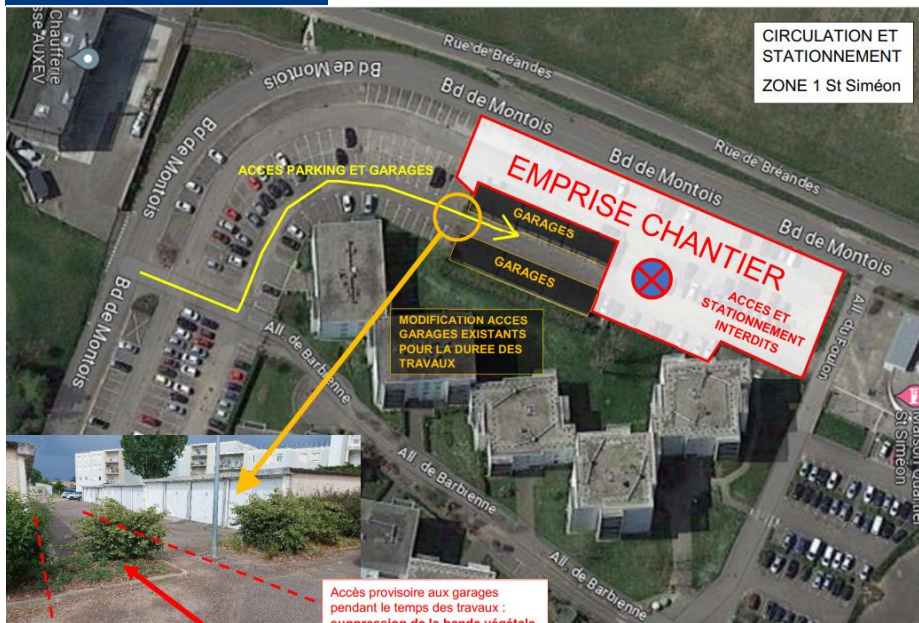 CIRCULATION ET
STATIONNEMENT
ZONE 1 St Siméon
Chaufferie
sse AUXEV
Rue de Bréandes
Bd de Montois
Bd de Montois
Bd de Montois
Bd de Montois
Rue de Bréandes
Bd de Montois
Bd de Montois
ACCES PARKING ET GARAGES
EMPRISE CHANTIER
GARAGES
GARAGES
ACCES ET
STATIONNEMENT
INTERDITS
MODIFICATION ACCES
GARAGES EXISTANTS
POUR LA DUREE DES
TRAVAUX
All. du Foulon
All. de Barbienne
All. de Barbienne
All. de Barbienne
St Siméon
Accès provisoire aux garages
pendant le temps des travaux :
suppression de la bande végétale